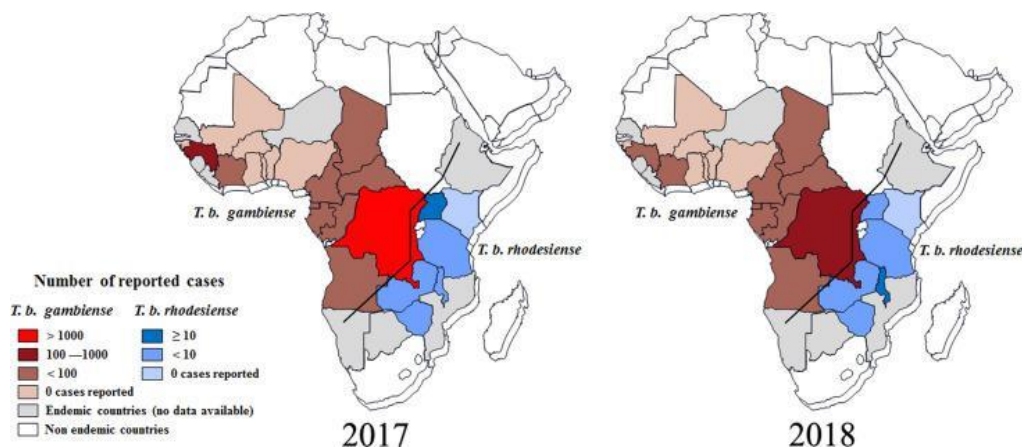 T. b. gambiense
T. b. rhodesiense
T. b. gambiense
T. b. rhodesiense
Number of reported cases
T. b. gambiense T. b. rhodesiense
> 1000 ≥ 10
100 —1000 < 10
< 100 0 cases reported
0 cases reported
Endemic countries (no data available)
Non endemic countries
2017 2018